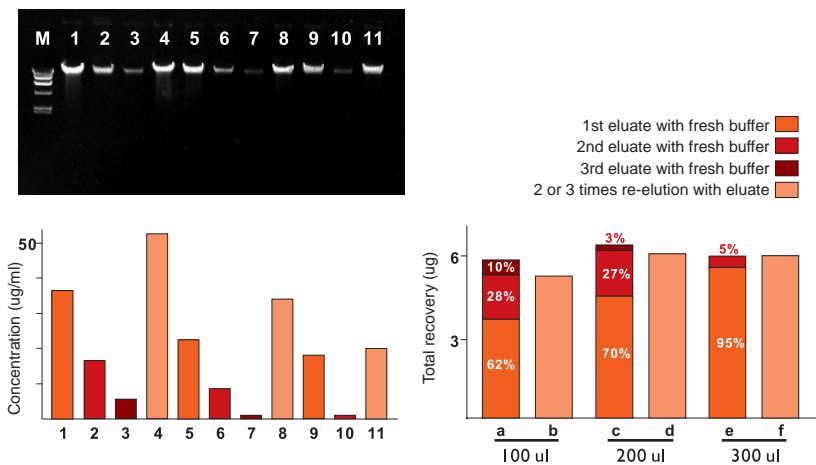 M 1 2 3 4 5 6 7 8 9 10 11
1st eluate with fresh buffer
2nd eluate with fresh buffer
3rd eluate with fresh buffer
2 or 3 times re-elution with eluate
50
Concentration (ug/ml)
1 2 3 4 5 6 7 8 9 10 11
Total recovery (ug)
6
3
10%
28%
62%
3%
27%
70%
5%
95%
a b c d e f
100 ul 200 ul 300 ul